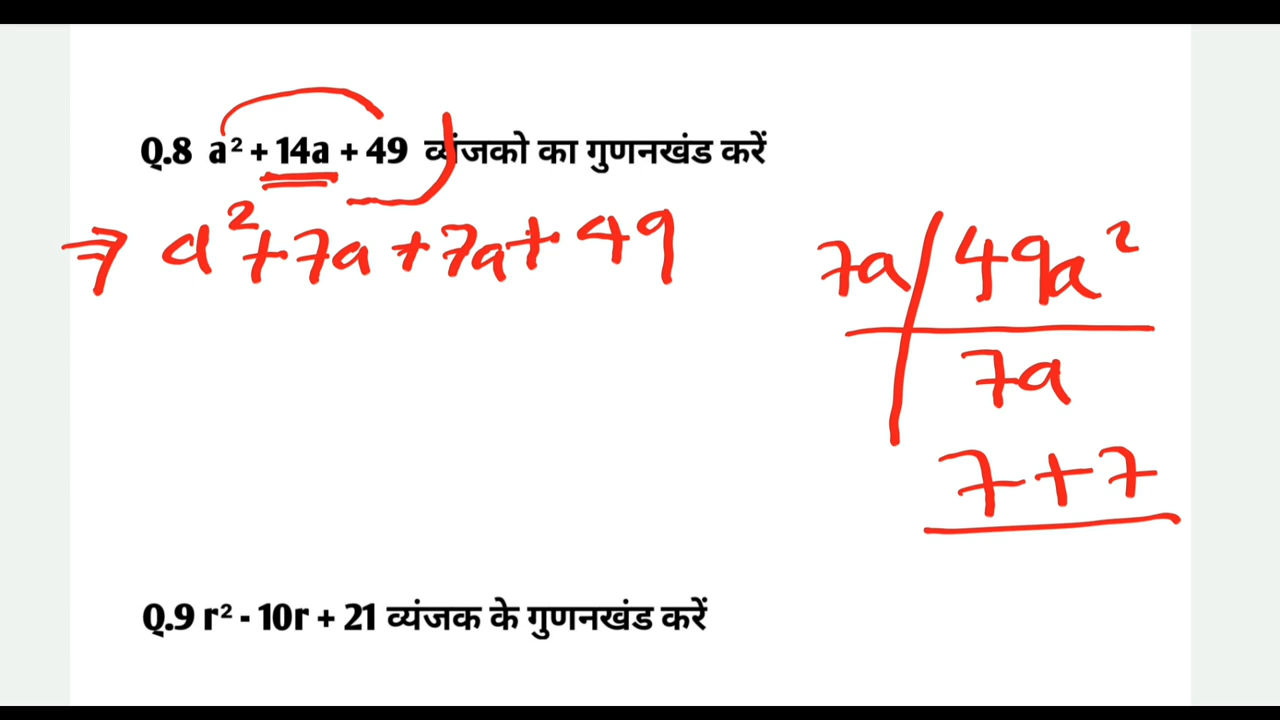 Q.8 a² + 14a + 49 व्यंजको का गुणनखंड करें
⇒ a²+7a+7a+49
7a 49a²
7a
7+7
Q.9 r² - 10r + 21 व्यंजक के गुणनखंड करें